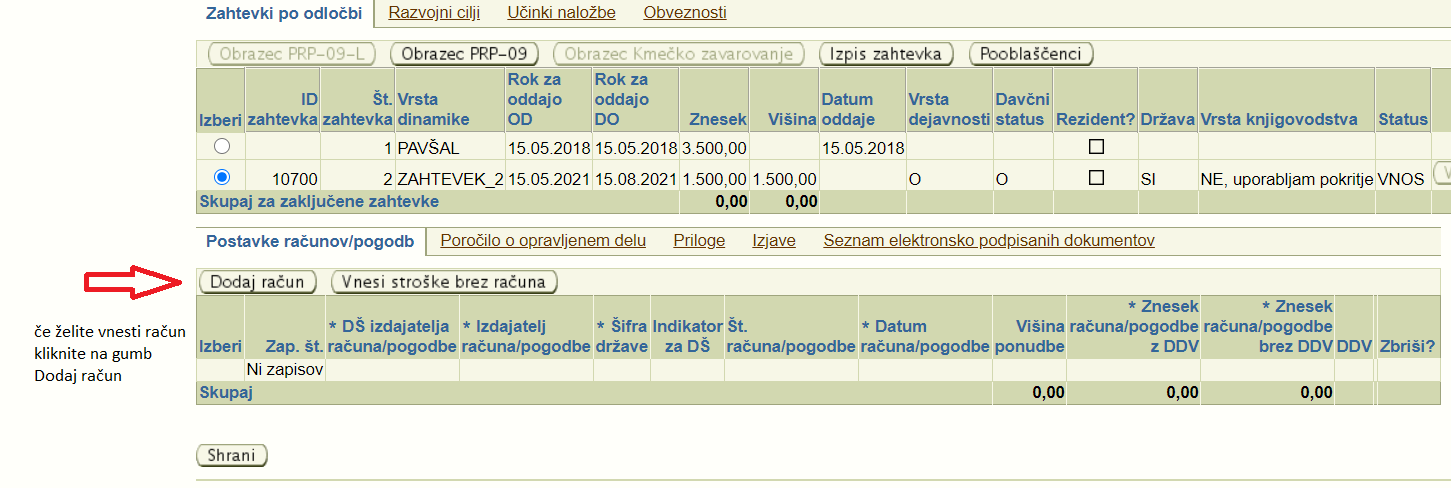 Zahtevki po odločbi Razvojni cilji Učinki naložbe Obveznosti
Obrazec PRP-09-L Obrazec PRP-09 Obrazec Kmečko zavarovanje Izpis zahtevka Pooblaščenci
Izberi ID zahtevka Št. zahtevka Vrsta dinamike Rok za oddajo OD Rok za oddajo DO Znesek Višina Datum oddaje Vrsta dejavnosti Davčni status Rezident? Država Vrsta knjigovodstva Status
1 PAVŠAL 15.05.2018 15.05.2018 3.500,00 15.05.2018
10700 2 ZAHTEVEK_2 15.05.2021 15.08.2021 1.500,00 1.500,00 O O SI NE, uporabljam pokritje VNOS V
Skupaj za zaključene zahtevke 0,00 0,00
Postavke računov/pogodb Poročilo o opravljenem delu Priloge Izjave Seznam elektronsko podpisanih dokumentov
Dodaj račun Vnesi stroške brez računa
če želite vnesti račun
kliknite na gumb
Dodaj račun
Izberi Zap. št. * DŠ izdajatelja računa/pogodbe * Izdajatelj računa/pogodbe * Šifra države Indikator za DŠ Št. računa/pogodbe * Datum računa/pogodbe Višina ponudbe * Znesek računa/pogodbe z DDV * Znesek računa/pogodbe brez DDV DDV Zbriši?
Ni zapisov
Skupaj 0,00 0,00 0,00
Shrani